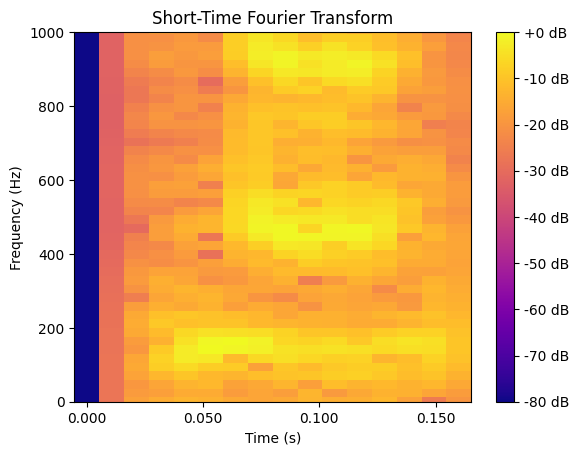 Short-Time Fourier Transform
1000
800
600
400
200
0
Frequency (Hz)
0.000
0.050
0.100
0.150
Time (s)
+0 dB
-10 dB
-20 dB
-30 dB
-40 dB
-50 dB
-60 dB
-70 dB
-80 dB